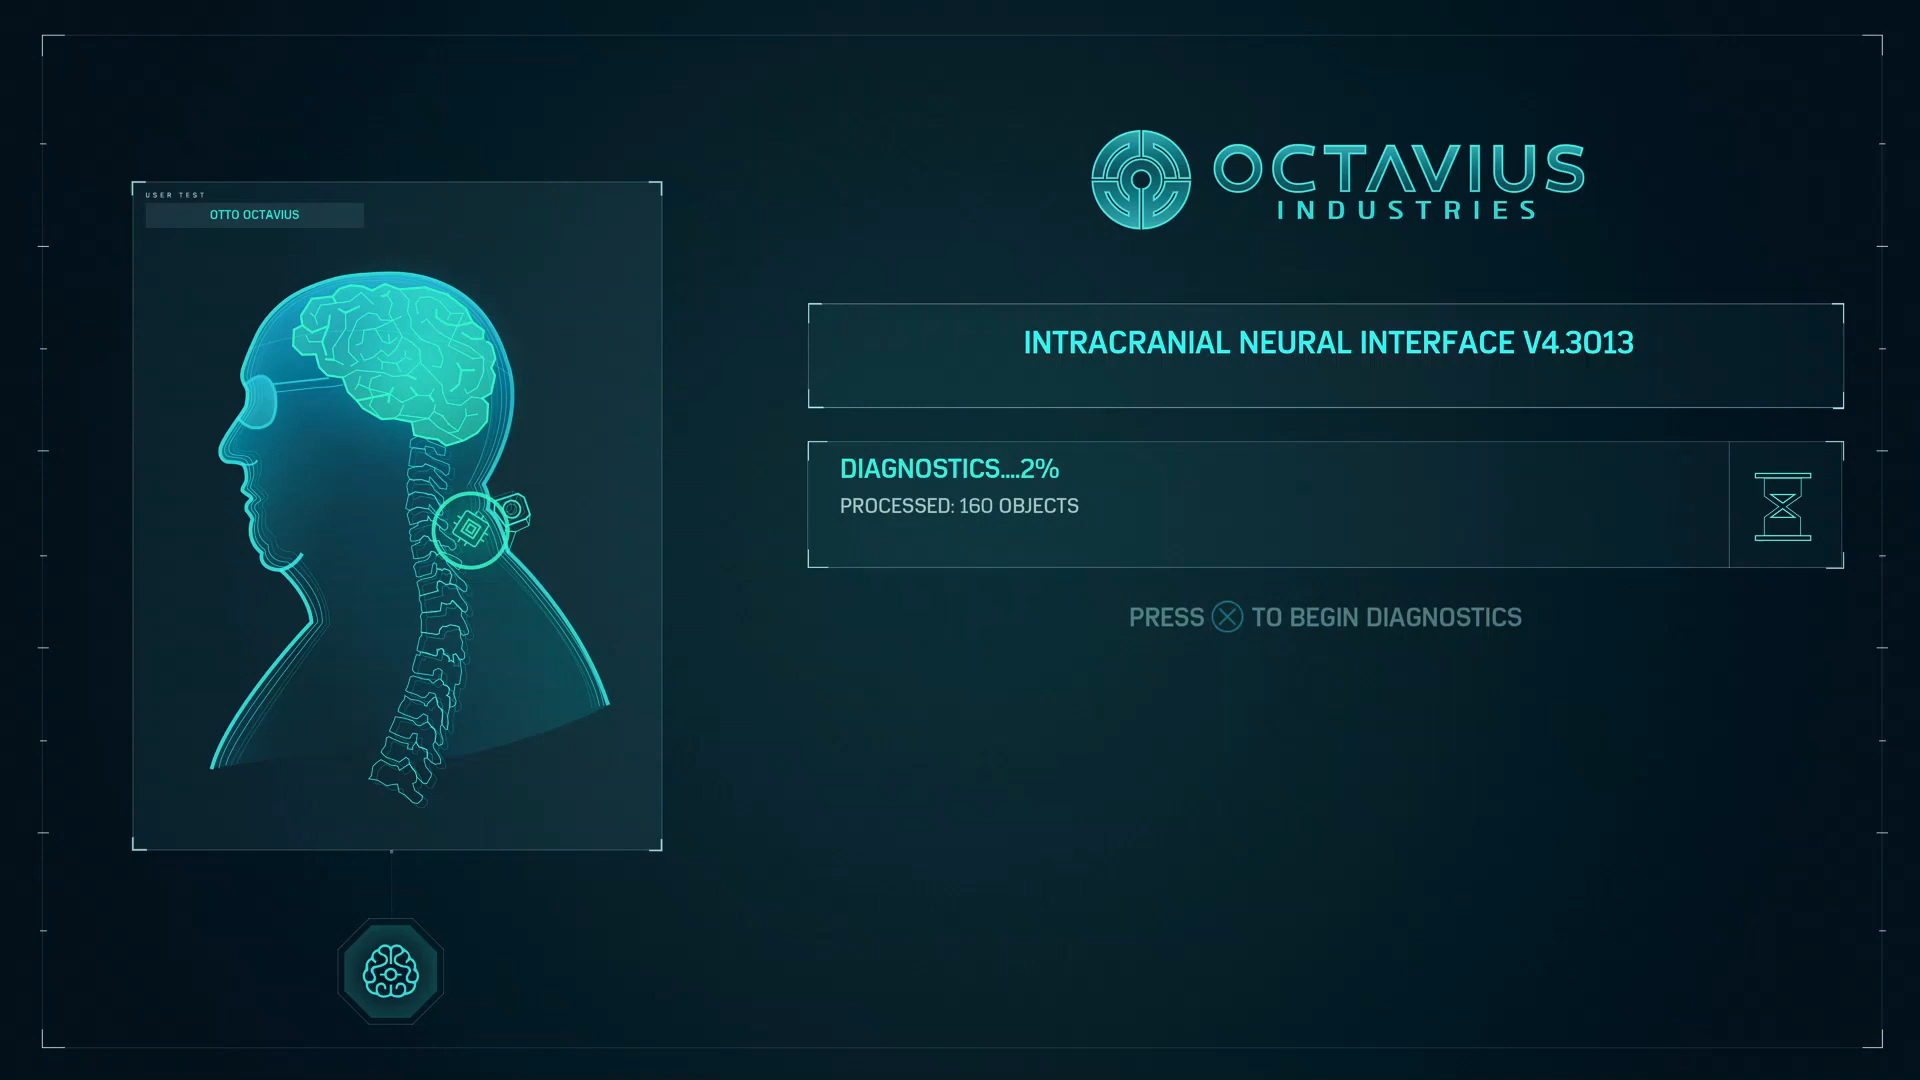 USER TEST
OTTO OCTAVIUS
OCTAVIUS
INDUSTRIES
INTRACRANIAL NEURAL INTERFACE V4.3013
DIAGNOSTICS....2%
PROCESSED: 160 OBJECTS
PRESS TO BEGIN DIAGNOSTICS